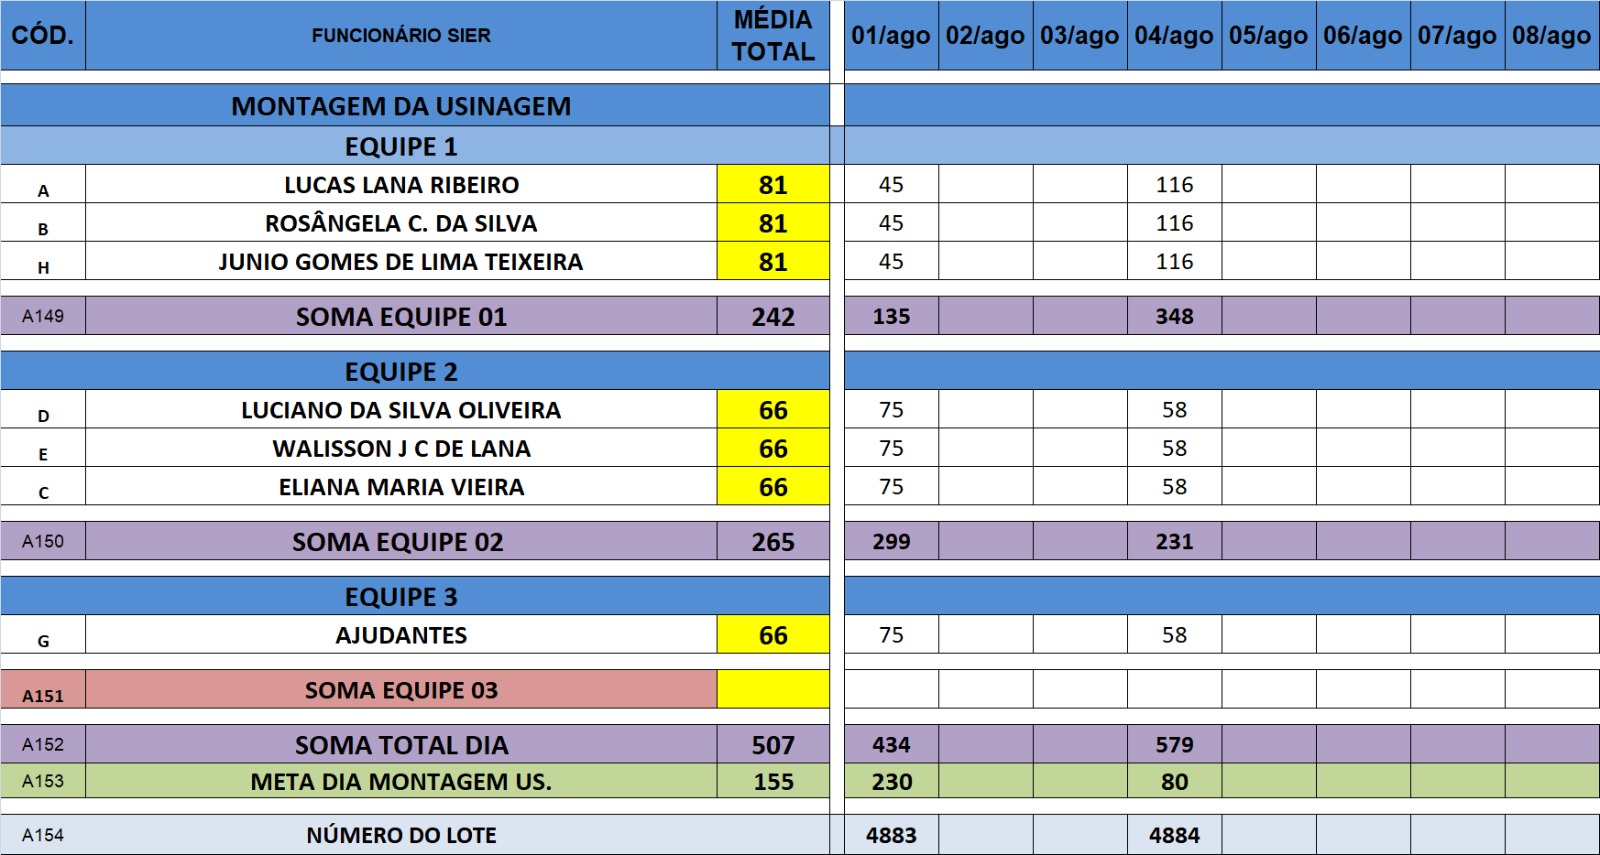 CÓD. FUNCIONÁRIO SIER MÉDIA TOTAL 01/ago 02/ago 03/ago 04/ago 05/ago 06/ago 07/ago 08/ago
MONTAGEM DA USINAGEM
EQUIPE 1
A LUCAS LANA RIBEIRO 81 45 116
B ROSÂNGELA C. DA SILVA 81 45 116
H JUNIO GOMES DE LIMA TEIXEIRA 81 45 116
A149 SOMA EQUIPE 01 242 135 348
EQUIPE 2
D LUCIANO DA SILVA OLIVEIRA 66 75 58
E WALISSON J C DE LANA 66 75 58
C ELIANA MARIA VIEIRA 66 75 58
A150 SOMA EQUIPE 02 265 299 231
EQUIPE 3
G AJUDANTES 66 75 58
A151 SOMA EQUIPE 03
A152 SOMA TOTAL DIA 507 434 579
A153 META DIA MONTAGEM US. 155 230 80
A154 NÚMERO DO LOTE 4883 4884